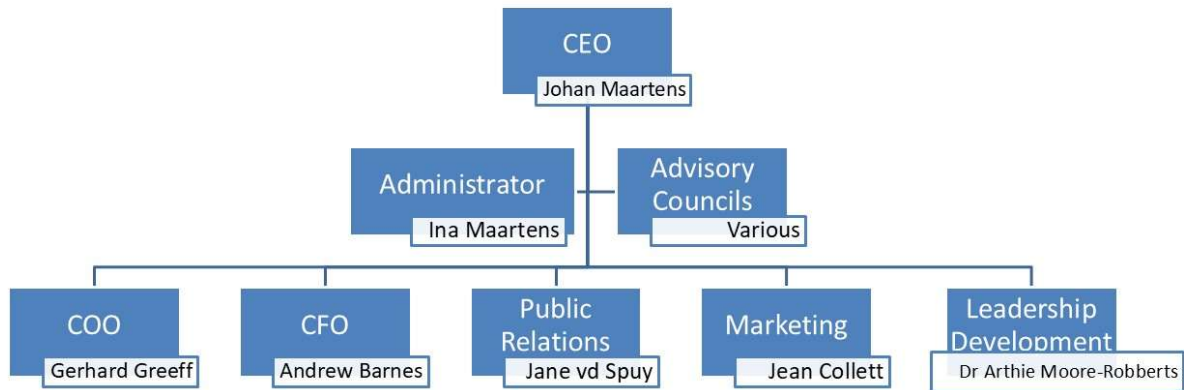 CEO
Johan Maartens
Administrator
Ina Maartens
Advisory
Councils
Various
COO
Gerhard Greeff
CFO
Andrew Barnes
Public
Relations
Jane vd Spuy
Marketing
Jean Collett
Leadership
Development
Dr Arthie Moore-Robberts